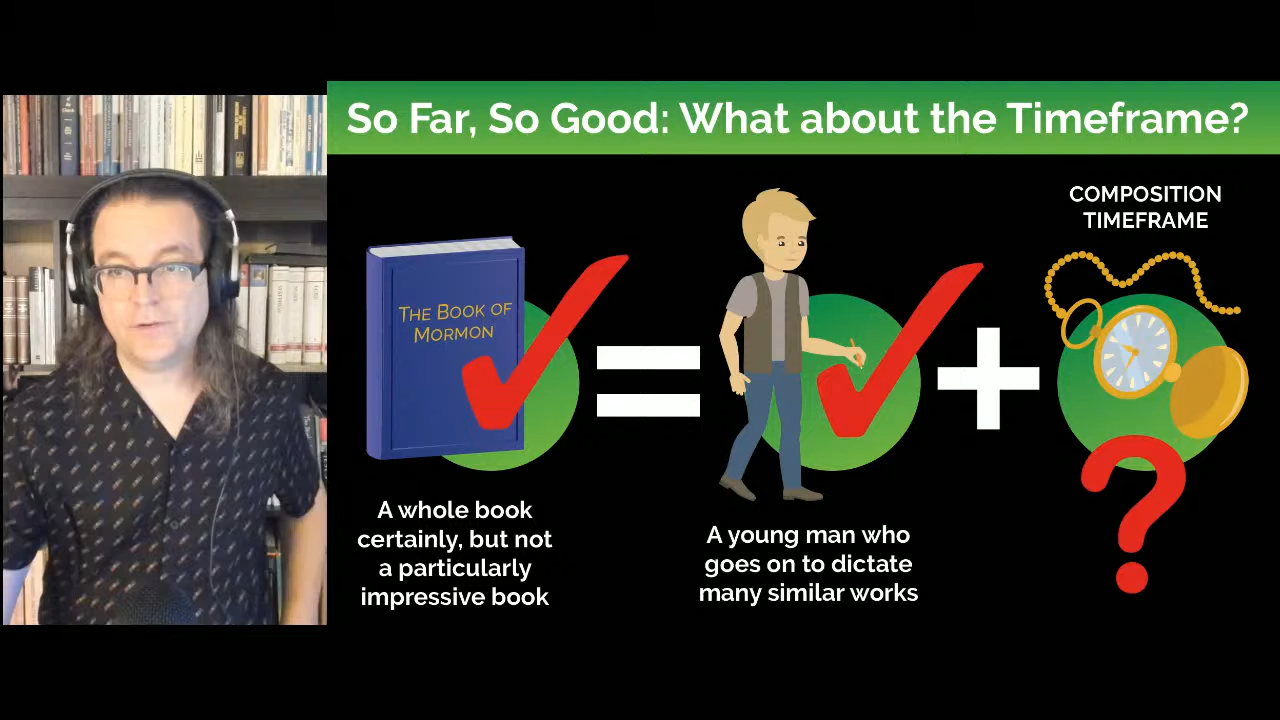 So Far, So Good: What about the Timeframe?
COMPOSITION
TIMEFRAME
THE BOOK OF
MORMON
A whole book
certainly, but not
a particularly
impressive book
A young man who
goes on to dictate
many similar works